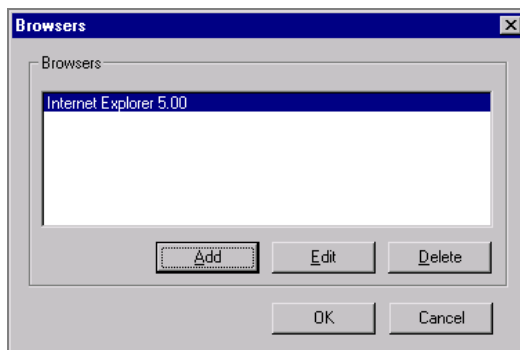 Browsers
Browsers
Internet Explorer 5.00
Add Edit Delete
OK Cancel